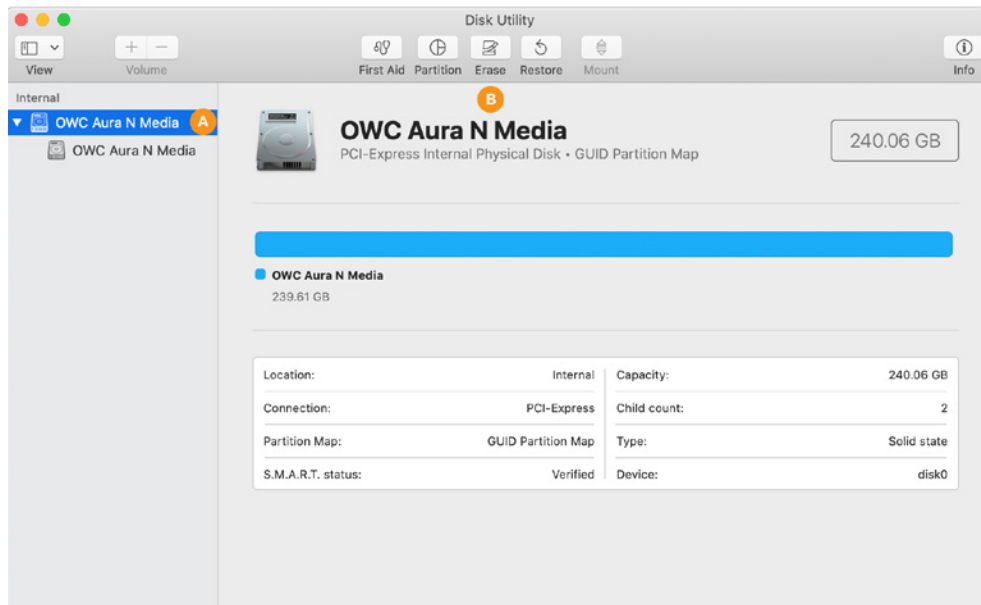 Disk Utility
View
Volume
First Aid Partition Erase Restore Mount
Info
Internal
OWC Aura N Media A
OWC Aura N Media
B
OWC Aura N Media
PCI-Express Internal Physical Disk • GUID Partition Map
240.06 GB
OWC Aura N Media
239.61 GB
Location: Internal
Capacity: 240.06 GB
Connection: PCI-Express
Child count: 2
Partition Map: GUID Partition Map
Type: Solid state
S.M.A.R.T. status: Verified
Device: disk0